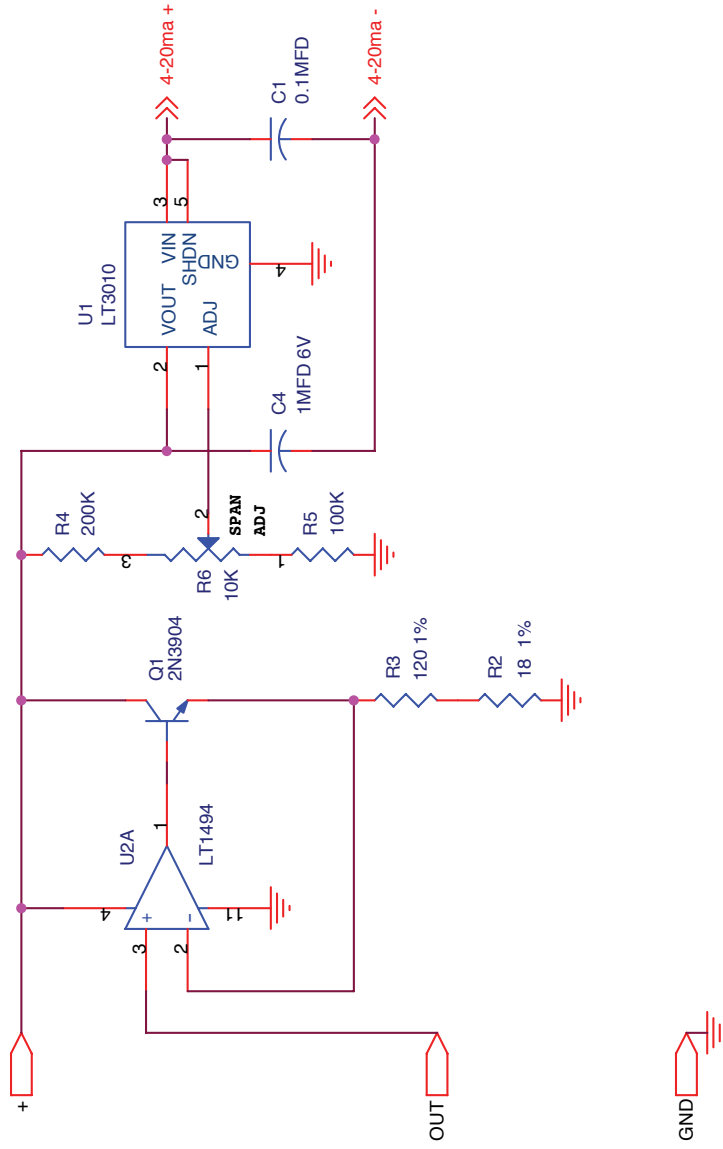 +
OUT
GND
3
2
4
11
+
-
U2A
LT1494
1
Q1
2N3904
R3
120 1%
R2
18 1%
R4
200K
3
R6
10K
2
SPAN
ADJ
1
R5
100K
C4
1MFD 6V
U1
LT3010
2
VOUT
VIN
3
SHDN
5
1
ADJ
GND
4
C1
0.1MFD
4-20ma +
4-20ma -